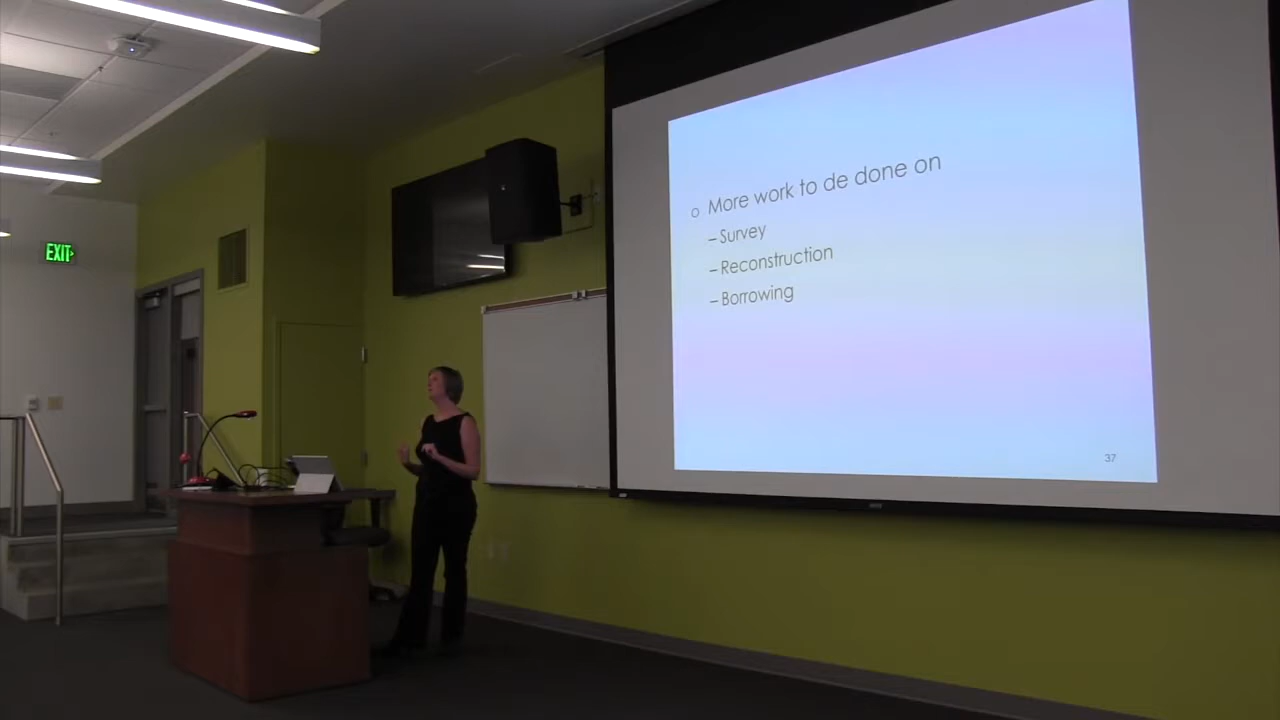 EXIT
○ More work to de done on
– Survey
– Reconstruction
– Borrowing
37